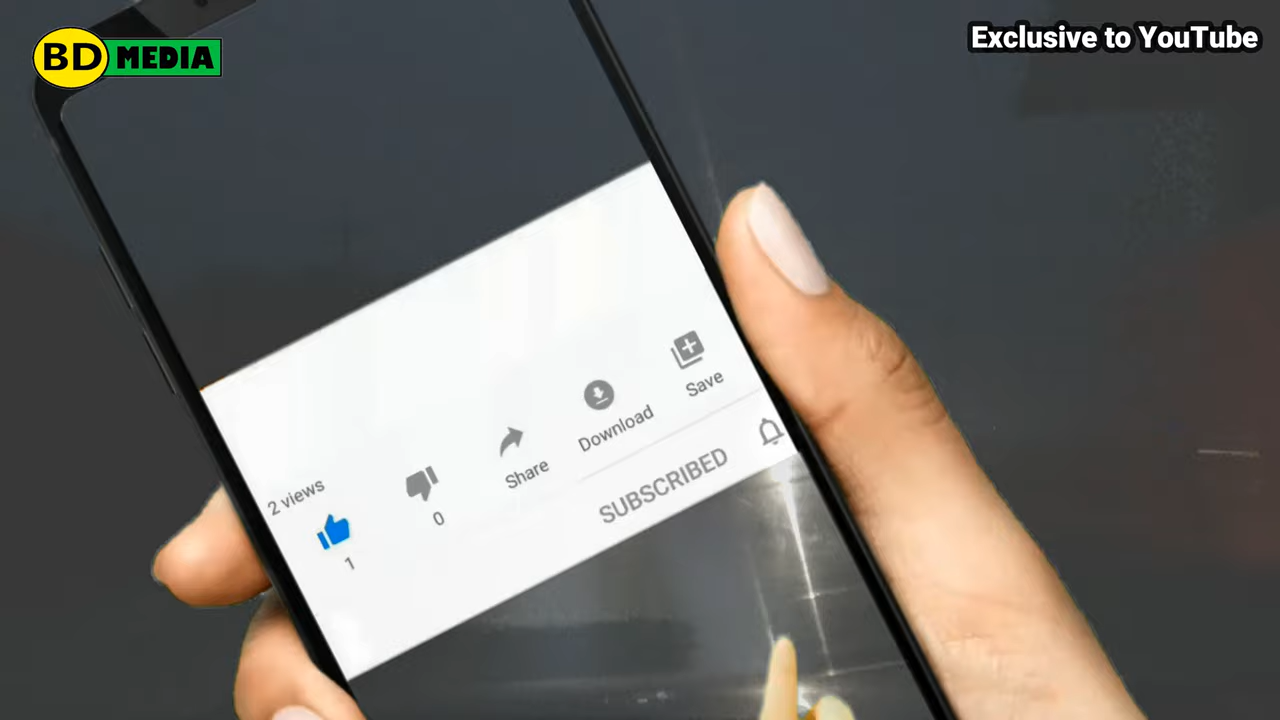 BD MEDIA
Exclusive to YouTube
2 views
1
0
Share
Download
Save
SUBSCRIBED